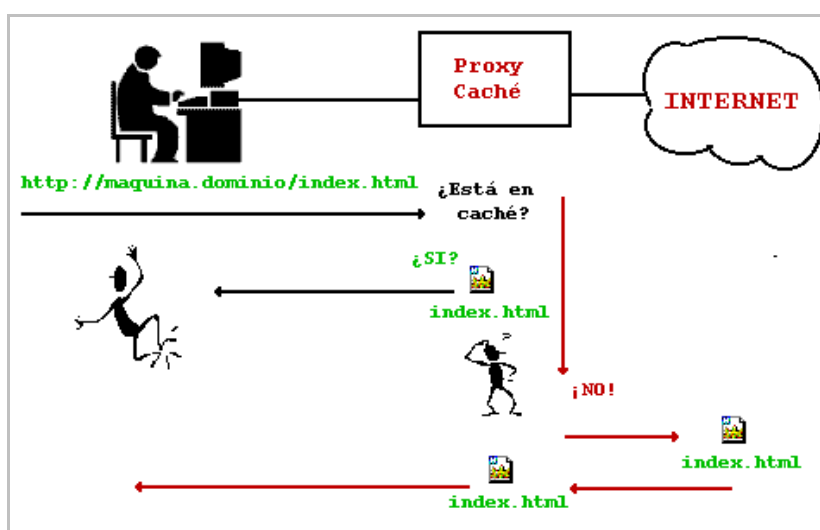 Proxy
Caché
INTERNET
http://maquina.dominio/index.html
¿Está en
caché?
¿SI?
index.html
¡NO!
index.html
index.html